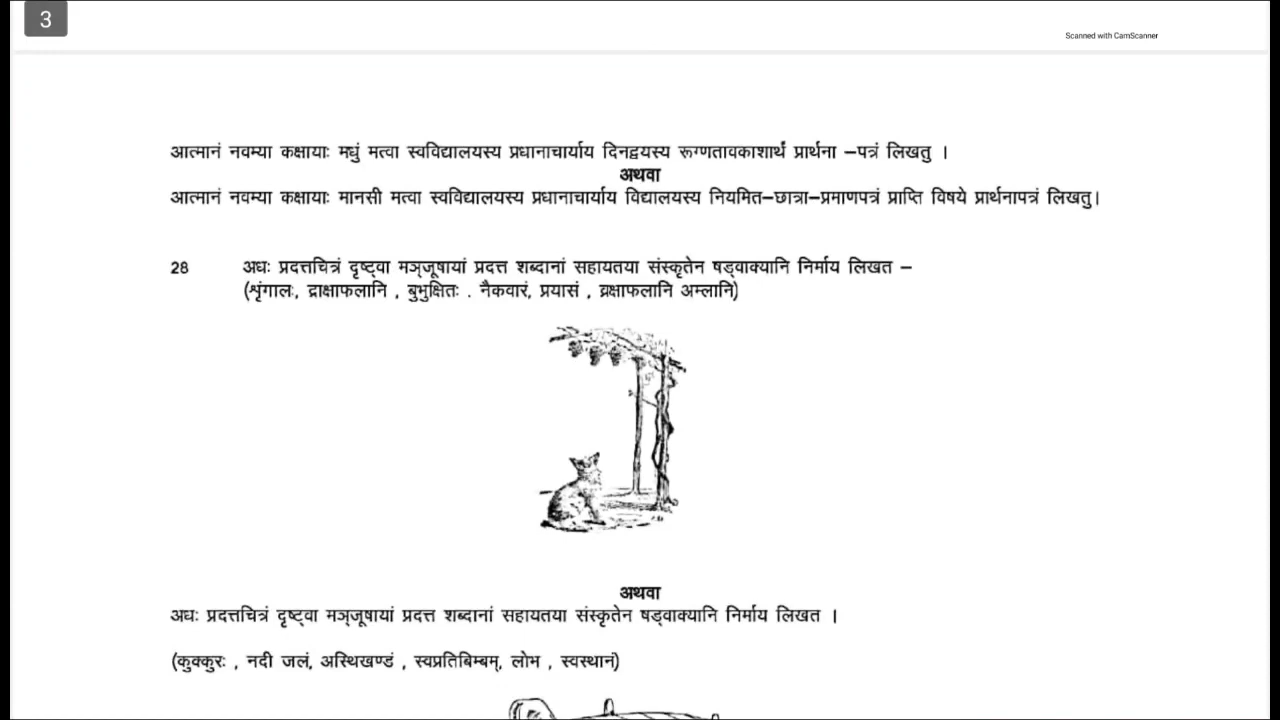 3
Scanned with CamScanner
आत्मानं नवम्या कक्षायाः मधुं मत्वा स्वविद्यालयस्य प्रधानाचार्याय दिनद्वयस्य रूग्णतावकाशार्थं प्रार्थना –पत्रं लिखतु ।
अथवा
आत्मानं नवम्या कक्षायाः मानसी मत्वा स्वविद्यालयस्य प्रधानाचार्याय विद्यालयस्य नियमित–छात्रा–प्रमाणपत्रं प्राप्ति विषये प्रार्थनापत्रं लिखतु।
28 अधः प्रदत्तचित्रं दृष्ट्वा मञ्जूषायां प्रदत्त शब्दानां सहायतया संस्कृतेन षड्वाक्यानि निर्माय लिखत –
(शृंगालः, द्राक्षाफलानि , बुभुक्षितः . नैकवारं, प्रयासं , द्रक्षाफलानि अम्लानि)
अथवा
अधः प्रदत्तचित्रं दृष्ट्वा मञ्जूषायां प्रदत्त शब्दानां सहायतया संस्कृतेन षड्वाक्यानि निर्माय लिखत ।
(कुक्कुरः , नदी जलं, अस्थिखण्डं , स्वप्रतिबिम्बम्, लोभ , स्वस्थानं)